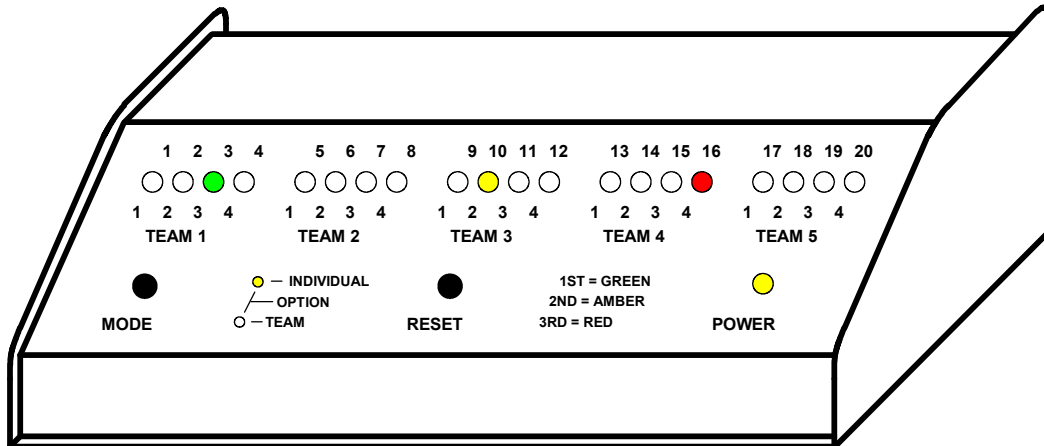 1 2 3 4 5 6 7 8 9 10 11 12 13 14 15 16 17 18 19 20
1 2 3 4 1 2 3 4 1 2 3 4 1 2 3 4 1 2 3 4
TEAM 1 TEAM 2 TEAM 3 TEAM 4 TEAM 5
INDIVIDUAL 1ST = GREEN
OPTION 2ND = AMBER
TEAM 3RD = RED
MODE RESET POWER